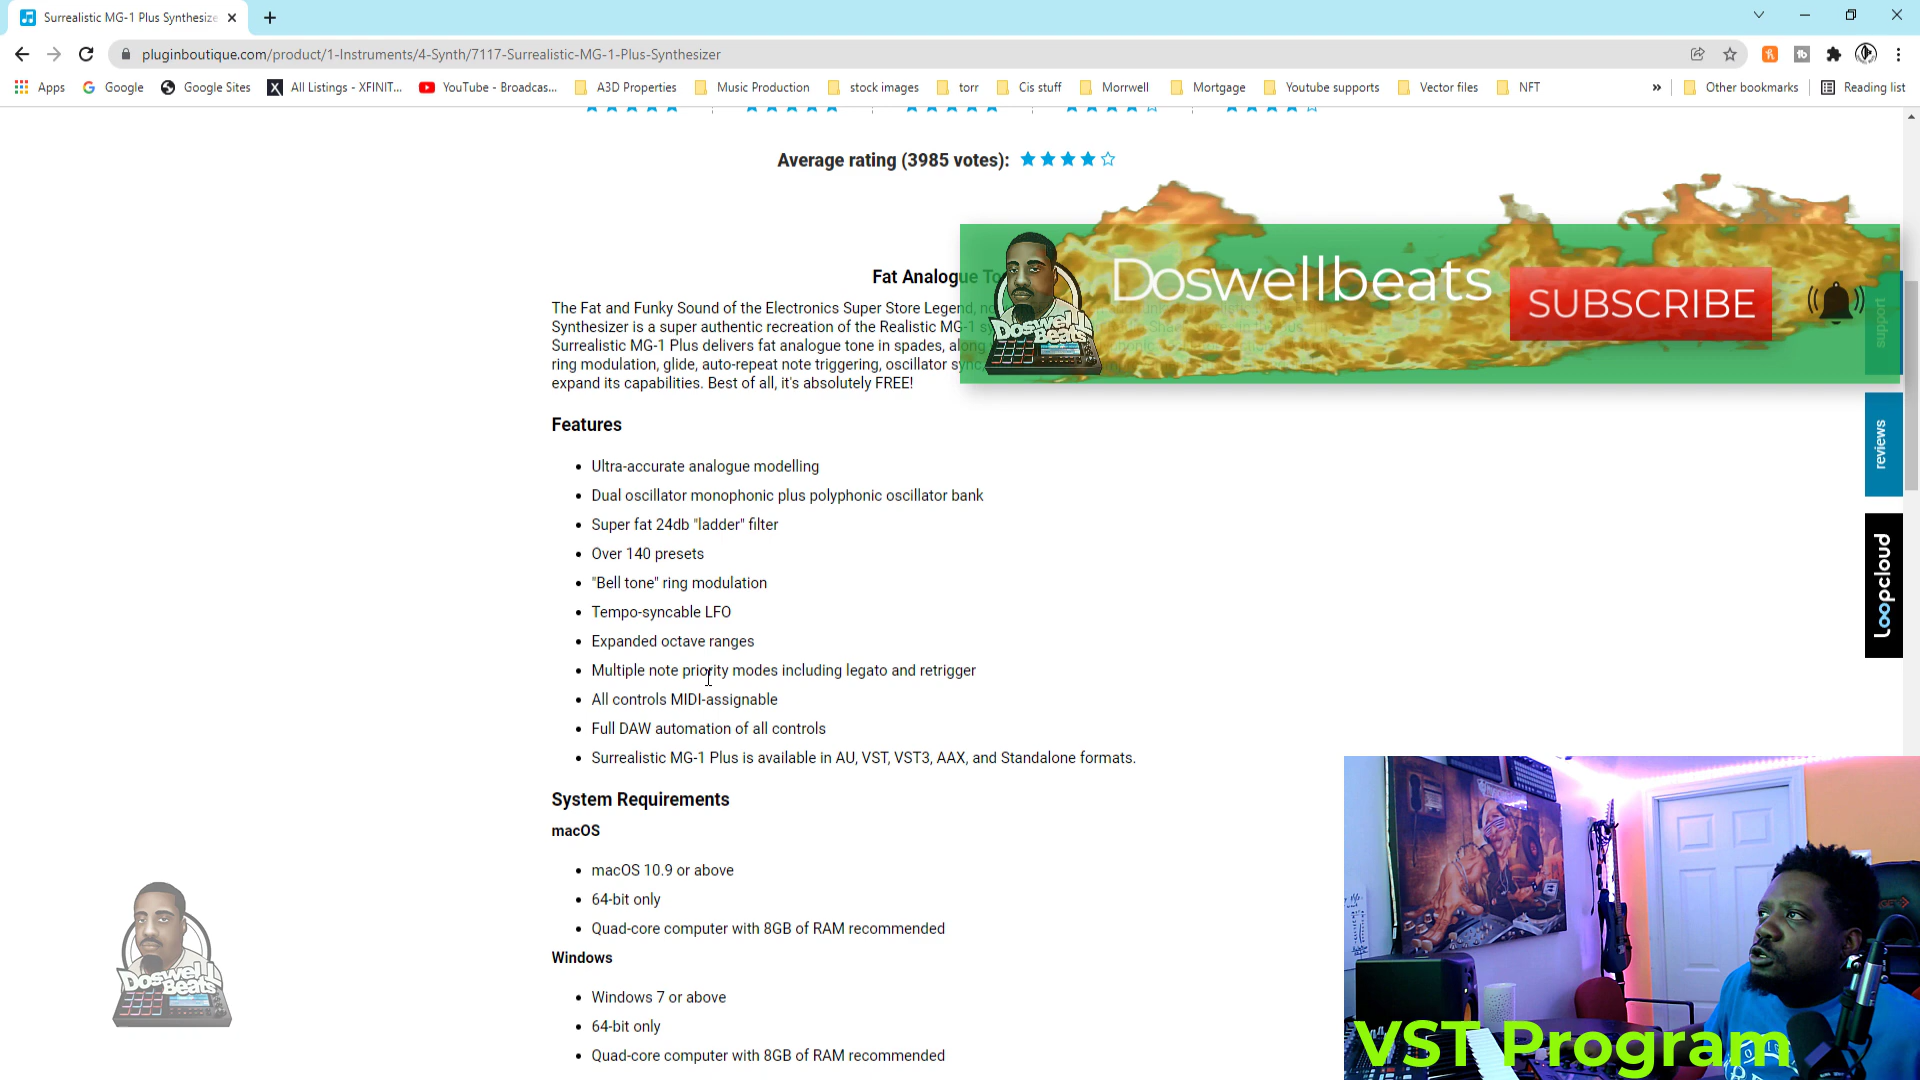 Surrealistic MG-1 Plus Synthesize
pluginboutique.com/product/1-Instruments/4-Synth/7117-Surrealistic-MG-1-Plus-Synthesizer
Apps Google Google Sites All Listings - XFINIT... YouTube - Broadcas... A3D Properties Music Production stock images torr Cis stuff Morrwell Mortgage Youtube supports Vector files NFT » Other bookmarks Reading list
Average rating (3985 votes):
Fat Analogue
Doswellbeats
SUBSCRIBE
Doswell
Beats
support
The Fat and Funky Sound of the Electronics Super Store Legend,
Synthesizer is a super authentic recreation of the Realistic MG-1
Surrealistic MG-1 Plus delivers fat analogue tone in spades,
ring modulation, glide, auto-repeat note triggering, oscillator sync,
expand its capabilities. Best of all, it's absolutely FREE!
Features
reviews
Ultra-accurate analogue modelling
Dual oscillator monophonic plus polyphonic oscillator bank
Super fat 24db "ladder" filter
Over 140 presets
"Bell tone" ring modulation
Loopcloud
Tempo-syncable LFO
Expanded octave ranges
Multiple note priority modes including legato and retrigger
All controls MIDI-assignable
Full DAW automation of all controls
Surrealistic MG-1 Plus is available in AU, VST, VST3, AAX, and Standalone formats.
System Requirements
macOS
macOS 10.9 or above
64-bit only
Quad-core computer with 8GB of RAM recommended
Windows
Windows 7 or above
64-bit only
Quad-core computer with 8GB of RAM recommended
Doswell
Beats
VST Program